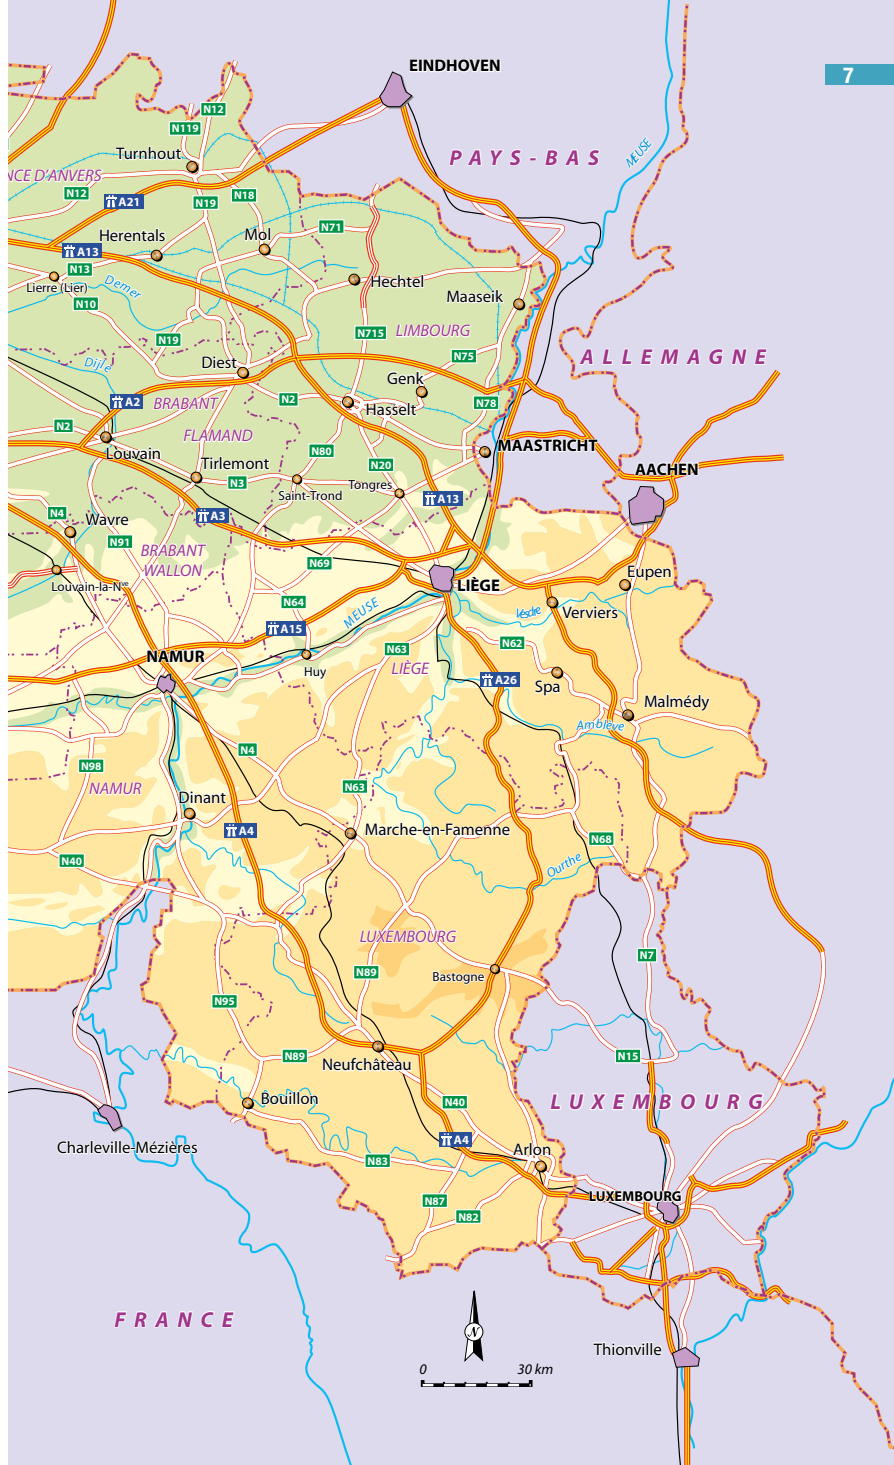 EINDHOVEN
7
N12
N119
PAYS-BAS
MEUSE
Turnhout
NCE D'ANVERS
N12
A21
N19
N18
Herentals
Mol
N71
A13
N13
Lierre (Lier)
Demer
Hechtel
Maaseik
N10
N715
LIMBOURG
N19
ALLEMAGNE
Dijle
Diest
N75
Genk
A2
BRABANT
FLAMAND
N2
Hasselt
N78
N2
Louvain
MAASTRICHT
N80
Tirlemont
N20
AACHEN
N3
Saint-Trond
Tongres
A13
N4
Wavre
A3
N91
BRABANT
WALLON
N69
Louvain-la-Nve
LIÈGE
Eupen
N64
MEUSE
Vesdre
Verviers
A15
N62
NAMUR
N63
LIÈGE
Huy
A26
Spa
Malmédy
Amblève
N4
N98
NAMUR
N63
Dinant
A4
Marche-en-Famenne
N68
N40
Ourthe
LUXEMBOURG
N7
N89
Bastogne
N95
N89
Neufchâteau
N15
Bouillon
N40
LUXEMBOURG
Charleville-Mézières
A4
Arlon
N83
LUXEMBOURG
N87
N82
FRANCE
N
Thionville
0 30 km